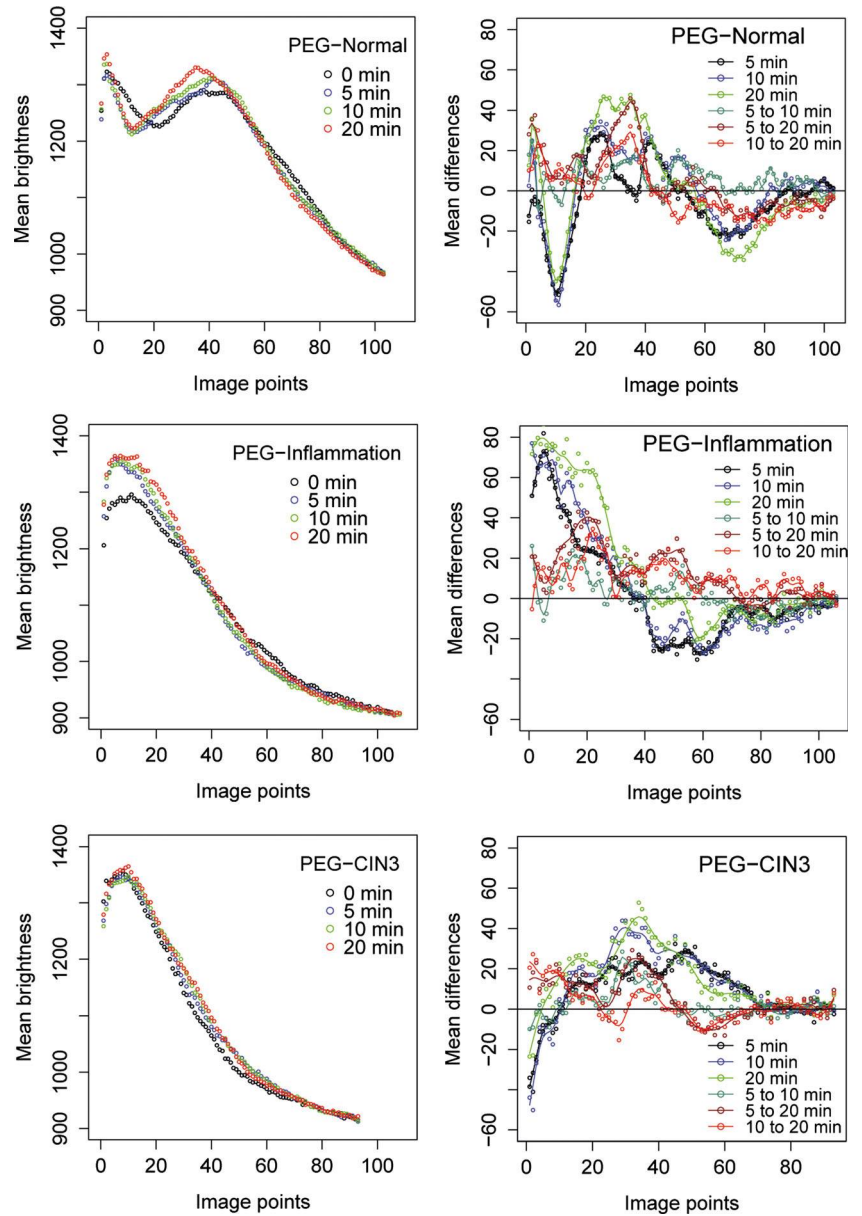 PEG-Normal
0 min
5 min
10 min
20 min
Mean brightness
1400
1200
1000
900
0 20 40 60 80 100
Image points
PEG-Normal
5 min
10 min
20 min
5 to 10 min
5 to 20 min
10 to 20 min
Mean differences
80
60
40
20
0
−20
−60
0 20 40 60 80 100
Image points
PEG-Inflammation
0 min
5 min
10 min
20 min
Mean brightness
1400
1200
1000
900
0 20 40 60 80 100
Image points
PEG-Inflammation
5 min
10 min
20 min
5 to 10 min
5 to 20 min
10 to 20 min
Mean differences
80
60
40
20
0
−20
−60
0 20 40 60 80 100
Image points
PEG-CIN3
0 min
5 min
10 min
20 min
Mean brightness
1400
1200
1000
900
0 20 40 60 80 100
Image points
PEG-CIN3
5 min
10 min
20 min
5 to 10 min
5 to 20 min
10 to 20 min
Mean differences
80
60
40
20
0
−20
−60
0 20 40 60 80
Image points